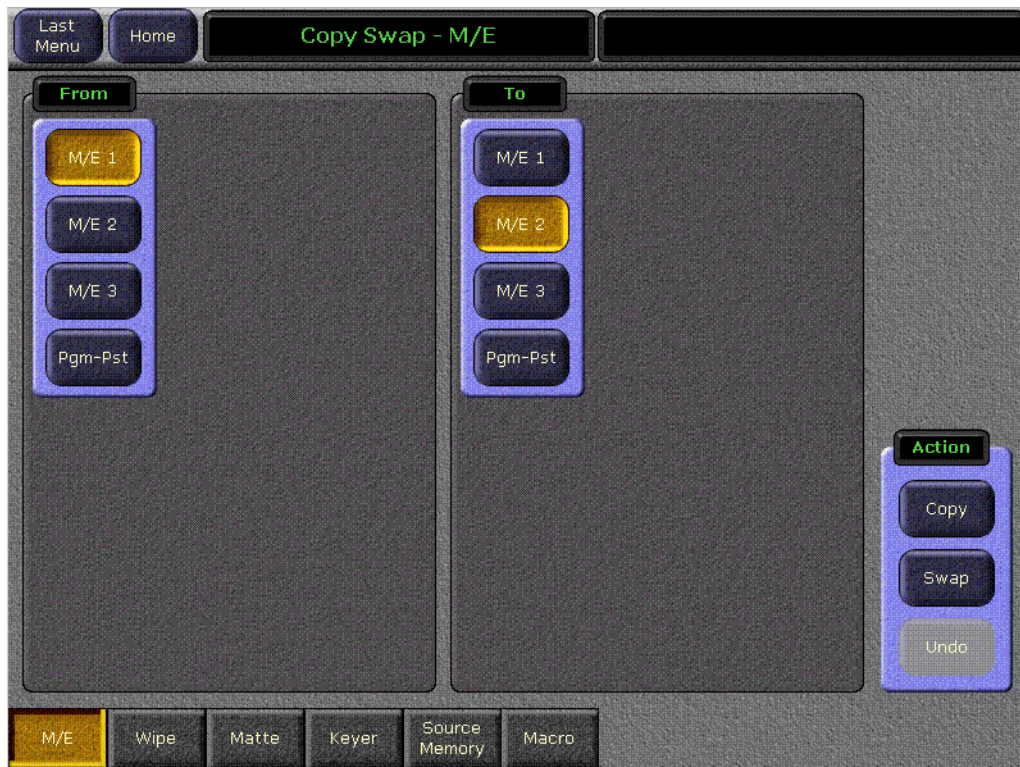 Last
Menu
Home
Copy Swap - M/E
From
To
M/E 1
M/E 2
M/E 3
Pgm-Pst
M/E 1
M/E 2
M/E 3
Pgm-Pst
Action
Copy
Swap
Undo
M/E
Wipe
Matte
Keyer
Source
Memory
Macro